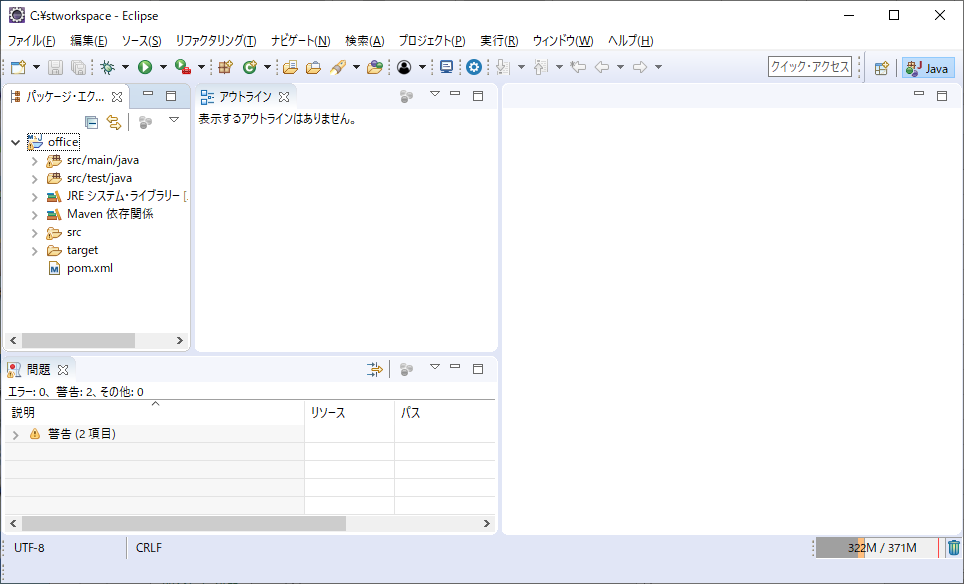 C:¥stworkspace - Eclipse
ファイル(F) 編集(E) ソース(S) リファクタリング(T) ナビゲート(N) 検索(A) プロジェクト(P) 実行(R) ウィンドウ(W) ヘルプ(H)
クイック・アクセス Java
パッケージ・エク... アウトライン
表示するアウトラインはありません。
office
src/main/java
src/test/java
JRE システム・ライブラリー [
Maven 依存関係
src
target
pom.xml
問題
エラー: 0、警告: 2、その他: 0
説明 リソース パス
警告 (2 項目)
UTF-8 CRLF 322M / 371M